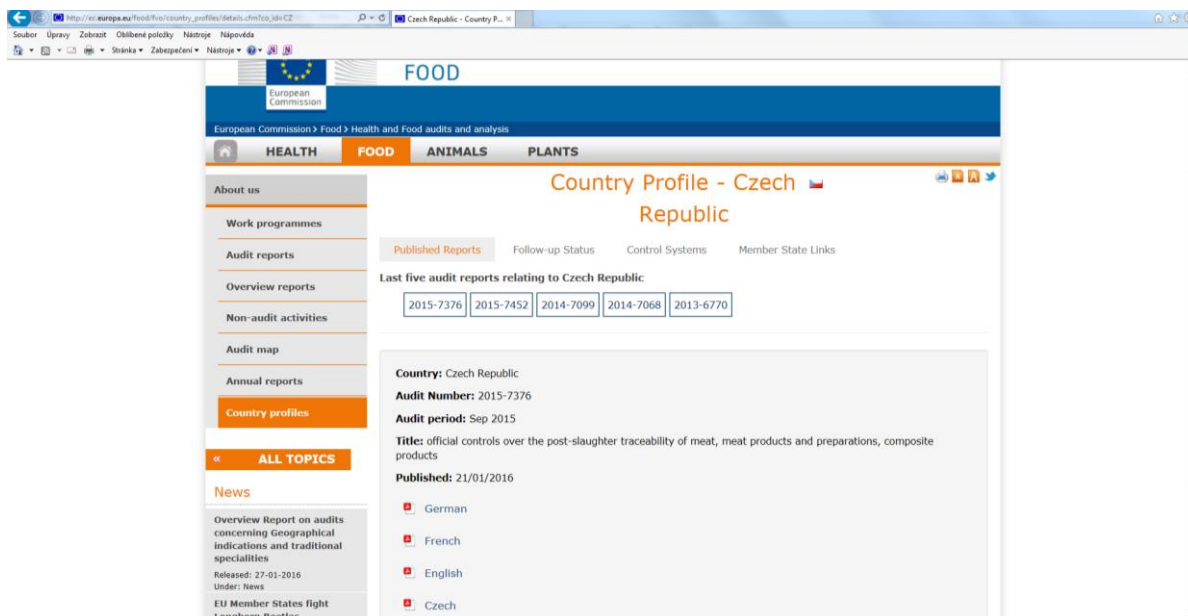 http://ec.europa.eu/food/fvo/country_profiles/details.cfm?co_id=CZ
Czech Republic - Country P...
Soubor Úpravy Zobrazit Oblíbené položky Nástroje Nápověda
Stránka Zabezpečení Nástroje
European
Commission
FOOD
European Commission > Food > Health and Food audits and analysis
HEALTH FOOD ANIMALS PLANTS
About us
Work programmes
Audit reports
Overview reports
Non-audit activities
Audit map
Annual reports
Country profiles
« ALL TOPICS
News
Overview Report on audits
concerning Geographical
indications and traditional
specialities
Released: 27-01-2016
Under: News
EU Member States fight
Longhorn Beetles
Country Profile - Czech
Republic
A A
Published Reports Follow-up Status Control Systems Member State Links
Last five audit reports relating to Czech Republic
2015-7376 2015-7452 2014-7099 2014-7068 2013-6770
Country: Czech Republic
Audit Number: 2015-7376
Audit period: Sep 2015
Title: official controls over the post-slaughter traceability of meat, meat products and preparations, composite
products
Published: 21/01/2016
German
French
English
Czech